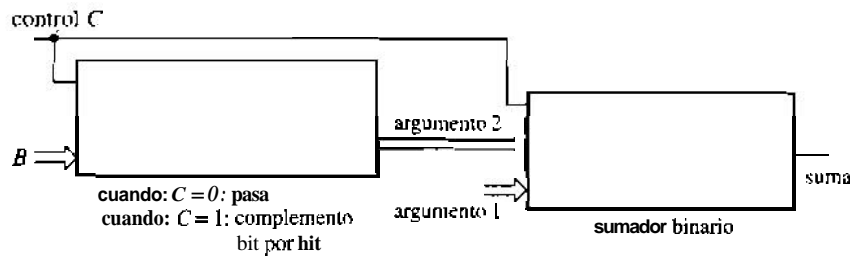 control C
argumento 2
B
suma
cuando: C = 0: pasa
cuando: C = 1: complemento
bit por hit
argumento 1
sumador binario